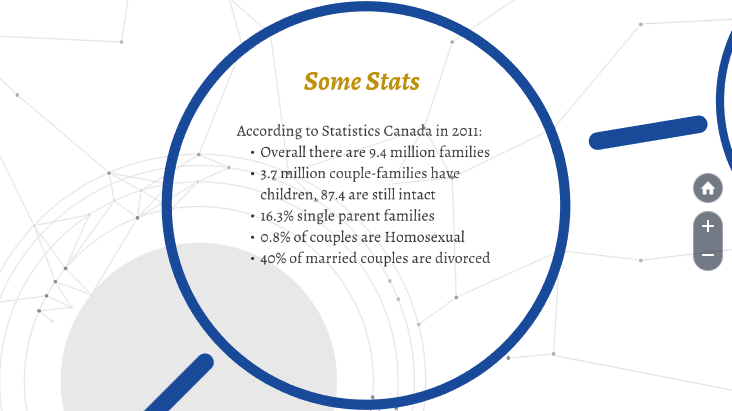 Some Stats
According to Statistics Canada in 2011:
• Overall there are 9.4 million families
• 3.7 million couple-families have
children, 87.4 are still intact
• 16.3% single parent families
• 0.8% of couples are Homosexual
• 40% of married couples are divorced